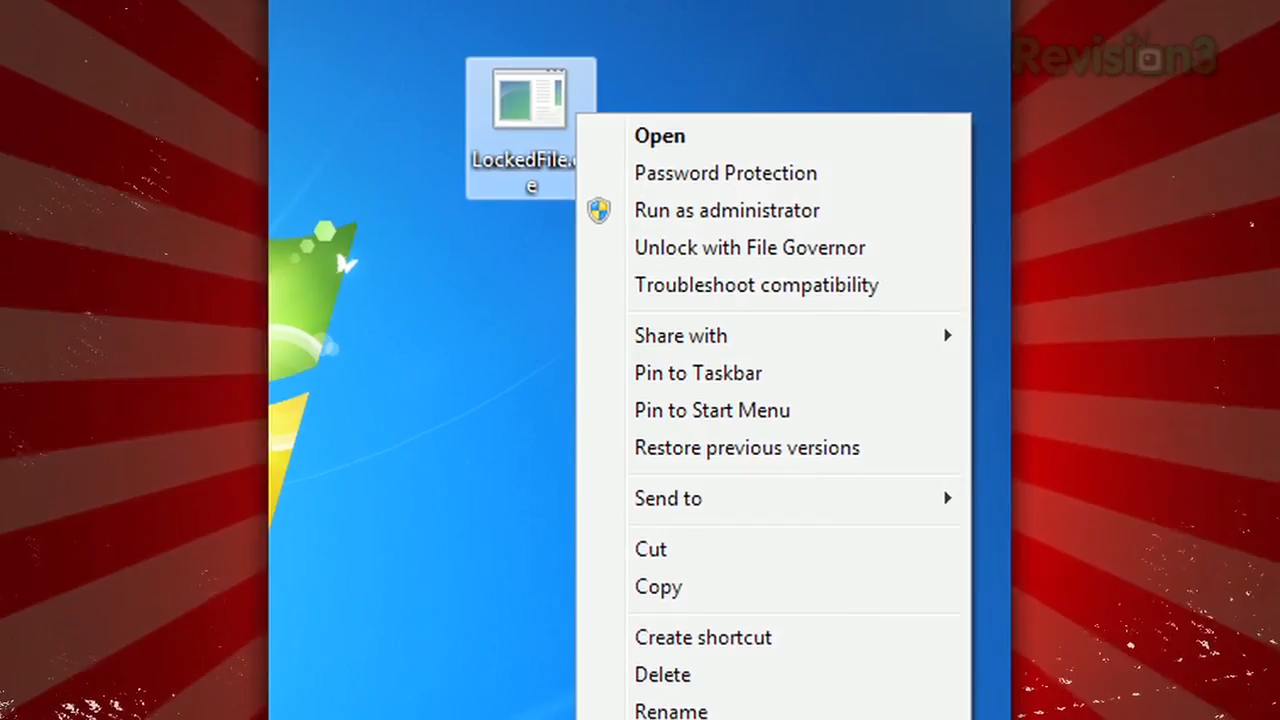 Revision3
LockedFile.
e
Open
Password Protection
Run as administrator
Unlock with File Governor
Troubleshoot compatibility
Share with
Pin to Taskbar
Pin to Start Menu
Restore previous versions
Send to
Cut
Copy
Create shortcut
Delete
Rename